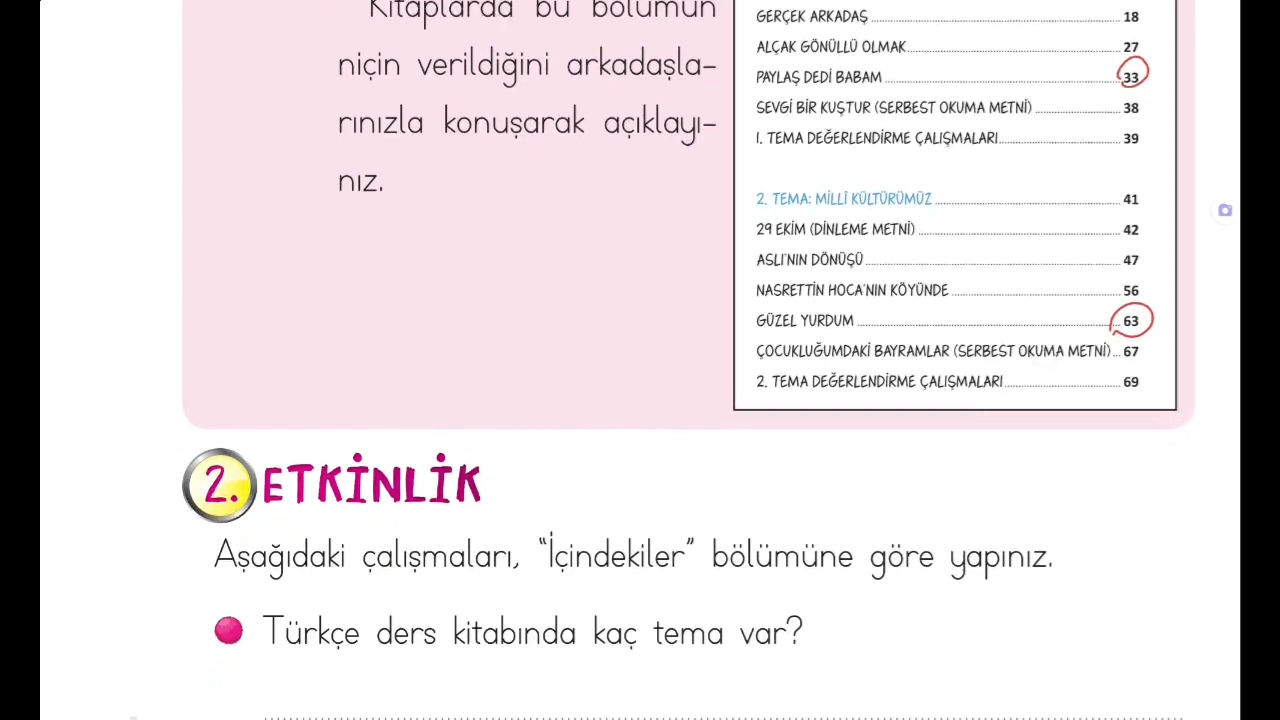 Kitaplarda bu bölümün
niçin verildiğini arkadaşla-
rınızla konuşarak açıklayı-
nız.
GERÇEK ARKADAŞ 18
ALÇAK GÖNÜLLÜ OLMAK 27
PAYLAŞ DEDİ BABAM 33
SEVGİ BİR KUŞTUR (SERBEST OKUMA METNİ) 38
1. TEMA DEĞERLENDİRME ÇALIŞMALARI 39
2. TEMA: MİLLÎ KÜLTÜRÜMÜZ 41
29 EKİM (DİNLEME METNİ) 42
ASLI'NIN DÖNÜŞÜ 47
NASRETTİN HOCA'NIN KÖYÜNDE 56
GÜZEL YURDUM 63
ÇOCUKLUĞUMDAKİ BAYRAMLAR (SERBEST OKUMA METNİ) 67
2. TEMA DEĞERLENDİRME ÇALIŞMALARI 69
2. ETKİNLİK
Aşağıdaki çalışmaları, “İçindekiler” bölümüne göre yapınız.
Türkçe ders kitabında kaç tema var?